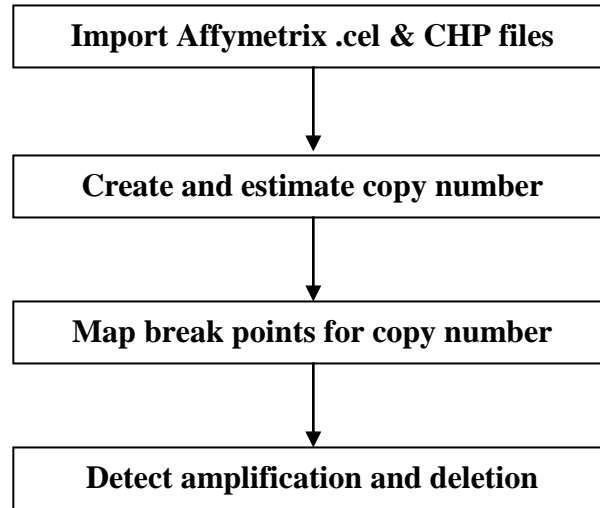 Import Affymetrix .cel & CHP files
Create and estimate copy number
Map break points for copy number
Detect amplification and deletion